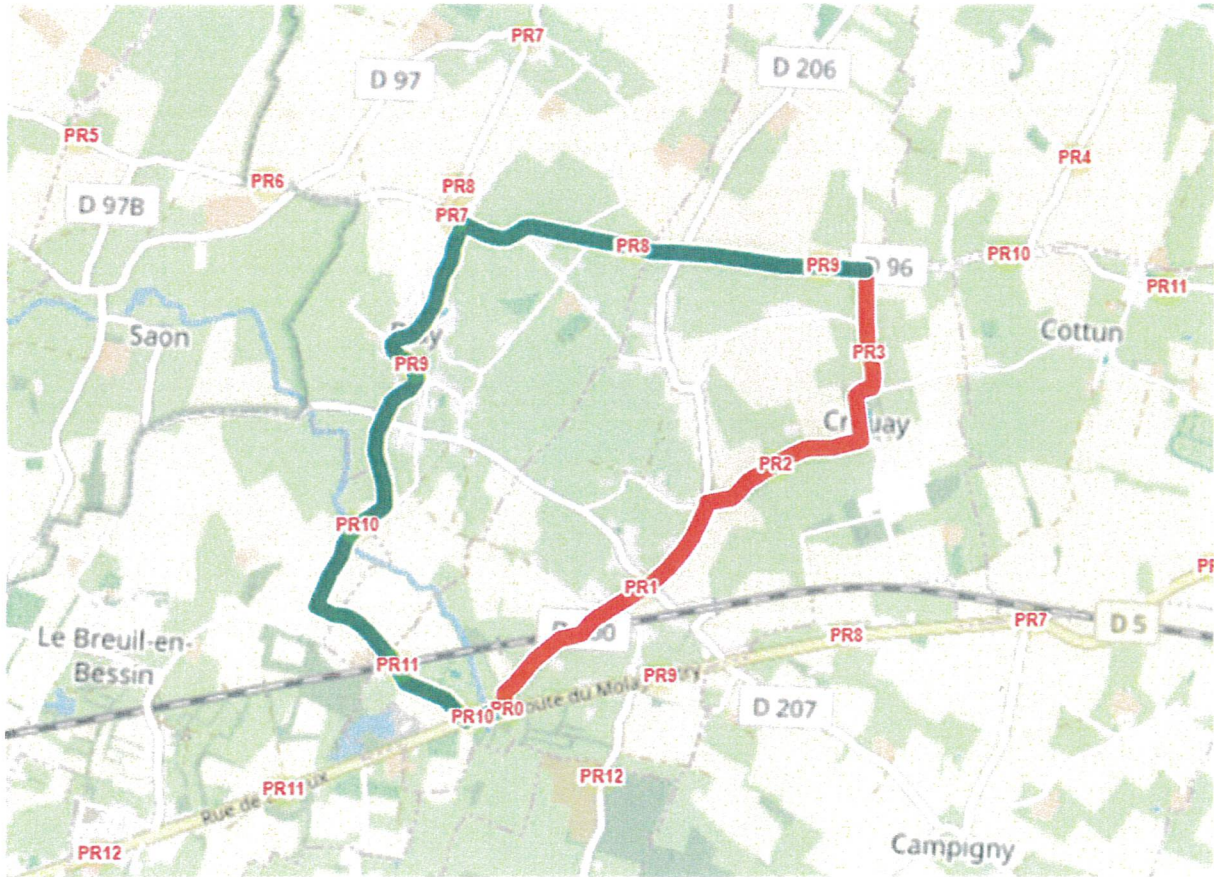 PR7
D 206
D 97
PR5
PR4
PR6
PR8
D 97B
PR7
PR8
PR10
PR9
D 96
PR11
Saon
Cottun
PR3
PR9
PR2
PR10
PR1
D 5
PR7
PR8
Le Breuil-en-
Bessin
PR11
PR9
PR0
PR10
D 207
PR12
PR11
Rue de
Campigny
PR12